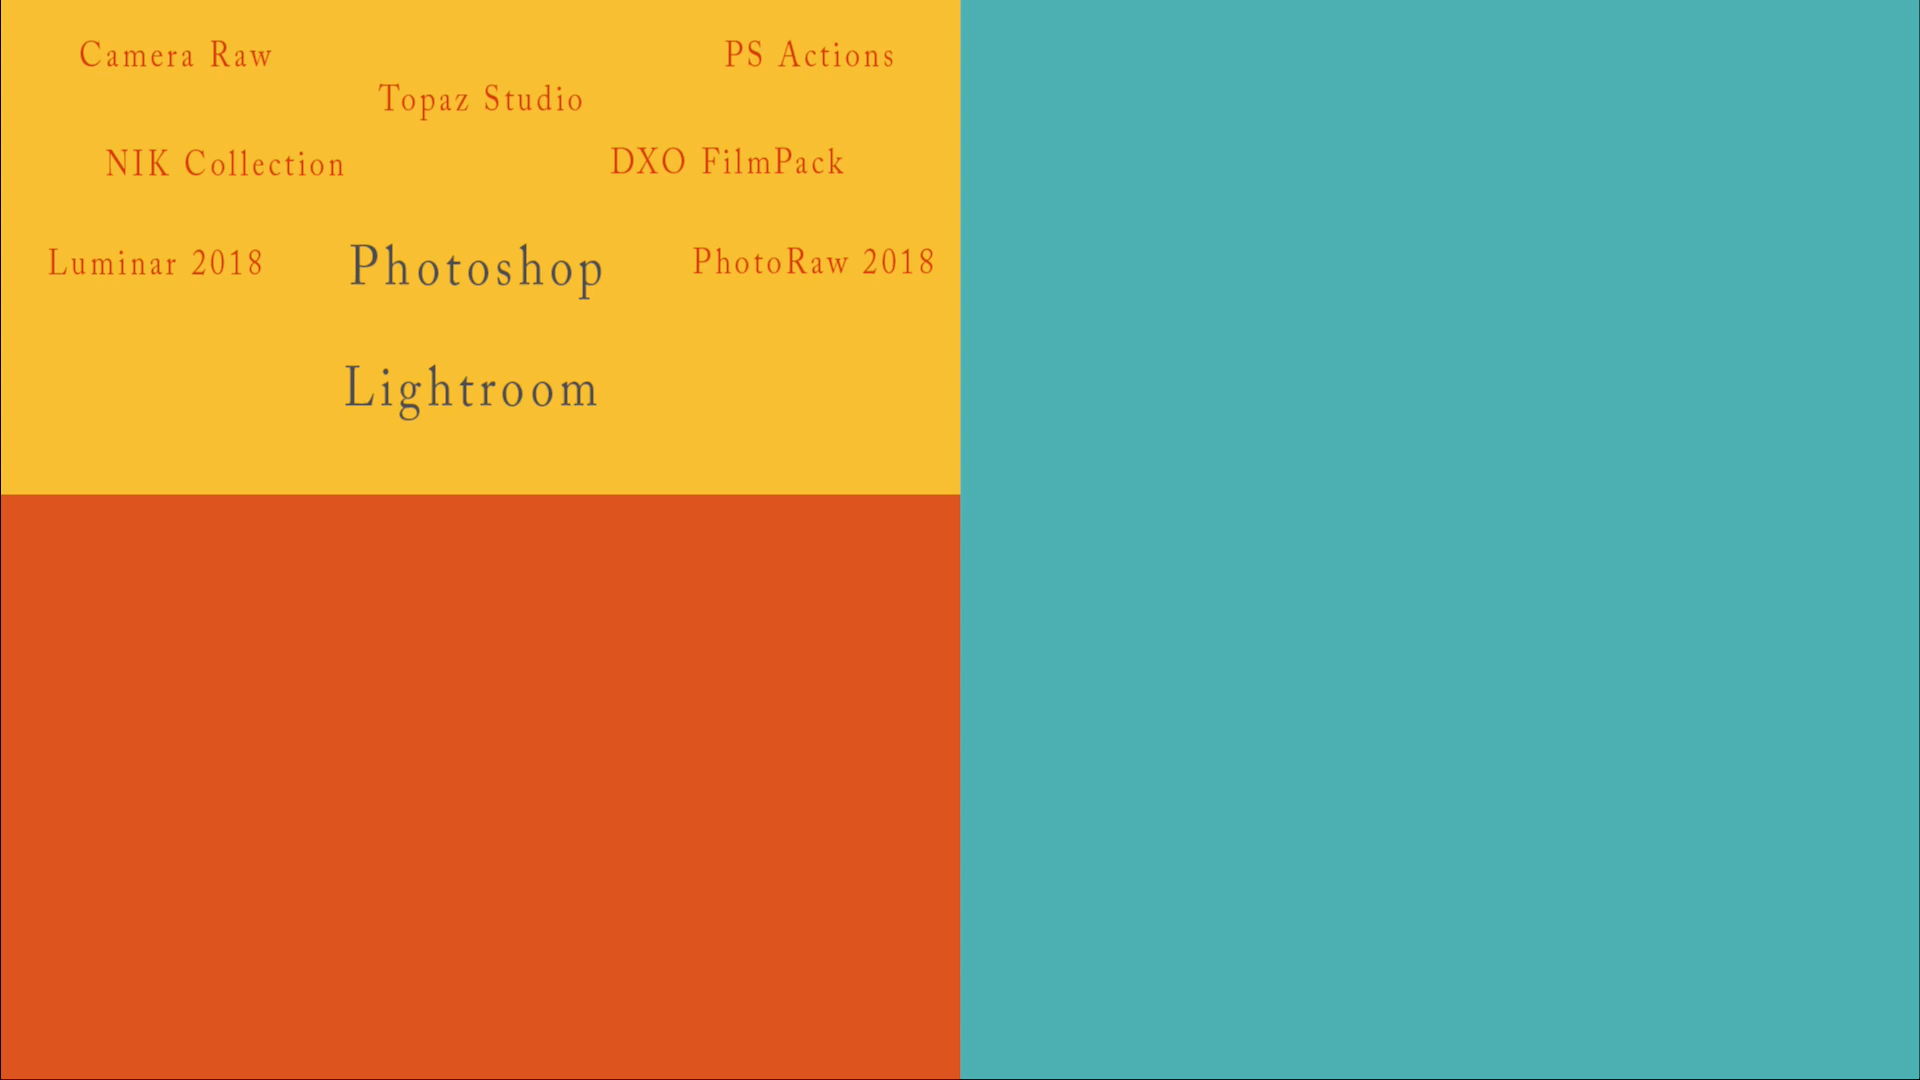 Camera Raw
PS Actions
Topaz Studio
NIK Collection
DXO FilmPack
Luminar 2018
Photoshop
PhotoRaw 2018
Lightroom